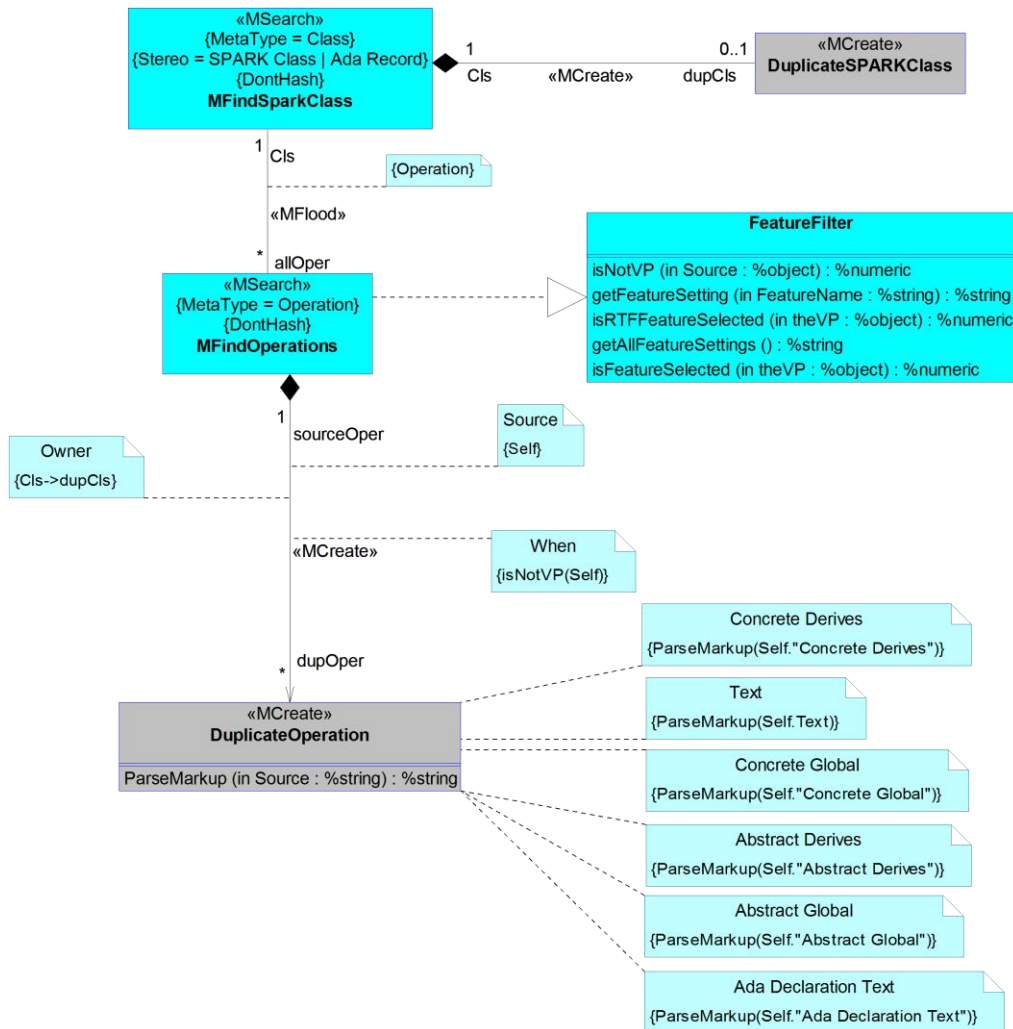 «MSearch»
{MetaType = Class}
{Stereo = SPARK Class | Ada Record}
{DontHash}
MFindSparkClass
1
Cls
«MCreate»
0..1
dupCls
«MCreate»
DuplicateSPARKClass
1
Cls
{Operation}
«MFlood»
*
allOper
«MSearch»
{MetaType = Operation}
{DontHash}
MFindOperations
FeatureFilter
isNotVP (in Source : %object) : %numeric
getFeatureSetting (in FeatureName : %string) : %string
isRTFFeatureSelected (in theVP : %object) : %numeric
getAllFeatureSettings () : %string
isFeatureSelected (in theVP : %object) : %numeric
1
sourceOper
Source
{Self}
Owner
{Cls->dupCls}
«MCreate»
When
{isNotVP(Self)}
dupOper
*
«MCreate»
DuplicateOperation
ParseMarkup (in Source : %string) : %string
Concrete Derives
{ParseMarkup(Self."Concrete Derives")}
Text
{ParseMarkup(Self.Text)}
Concrete Global
{ParseMarkup(Self."Concrete Global")}
Abstract Derives
{ParseMarkup(Self."Abstract Derives")}
Abstract Global
{ParseMarkup(Self."Abstract Global")}
Ada Declaration Text
{ParseMarkup(Self."Ada Declaration Text")}